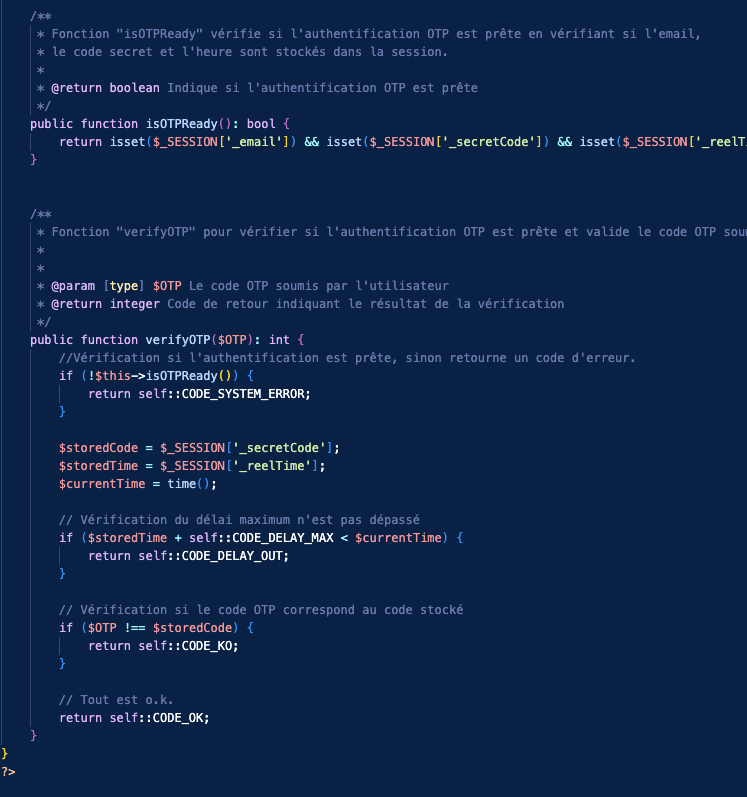 /**
* Fonction "isOTPReady" vérifie si l'authentification OTP est prête en vérifiant si l'email,
* le code secret et l'heure sont stockés dans la session.
*
* @return boolean Indique si l'authentification OTP est prête
*/
public function isOTPReady(): bool {
return isset($_SESSION['_email']) && isset($_SESSION['_secretCode']) && isset($_SESSION['_reelT
}
/**
* Fonction "verifyOTP" pour vérifier si l'authentification OTP est prête et valide le code OTP sou
*
*
* @param [type] $OTP Le code OTP soumis par l'utilisateur
* @return integer Code de retour indiquant le résultat de la vérification
*/
public function verifyOTP($OTP): int {
//Vérification si l'authentification est prête, sinon retourne un code d'erreur.
if (!$this->isOTPReady()) {
return self::CODE_SYSTEM_ERROR;
}
$storedCode = $_SESSION['_secretCode'];
$storedTime = $_SESSION['_reelTime'];
$currentTime = time();
// Vérification du délai maximum n'est pas dépassé
if ($storedTime + self::CODE_DELAY_MAX < $currentTime) {
return self::CODE_DELAY_OUT;
}
// Vérification si le code OTP correspond au code stocké
if ($OTP !== $storedCode) {
return self::CODE_KO;
}
// Tout est o.k.
return self::CODE_OK;
}
}
?>